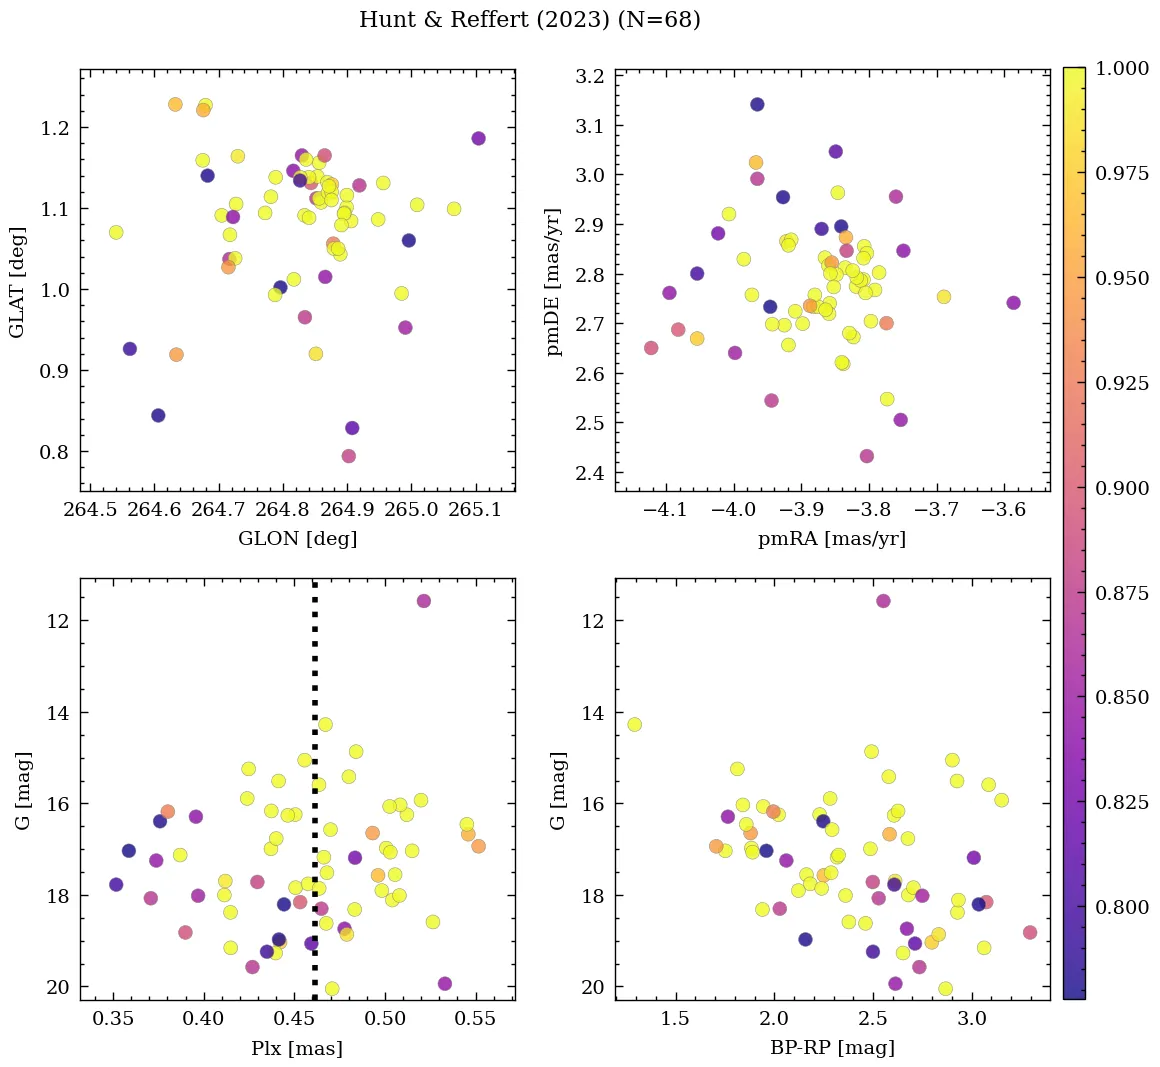 Hunt & Reffert (2023) (N=68)
1.2
1.1
1.0
0.9
0.8
GLAT [deg]
264.5 264.6 264.7 264.8 264.9 265.0 265.1
GLON [deg]
3.2
3.1
3.0
2.9
2.8
2.7
2.6
2.5
2.4
pmDE [mas/yr]
−4.1 −4.0 −3.9 −3.8 −3.7 −3.6
pmRA [mas/yr]
12
14
16
18
20
G [mag]
0.35 0.40 0.45 0.50 0.55
Plx [mas]
12
14
16
18
20
G [mag]
1.5 2.0 2.5 3.0
BP-RP [mag]
1.000
0.975
0.950
0.925
0.900
0.875
0.850
0.825
0.800